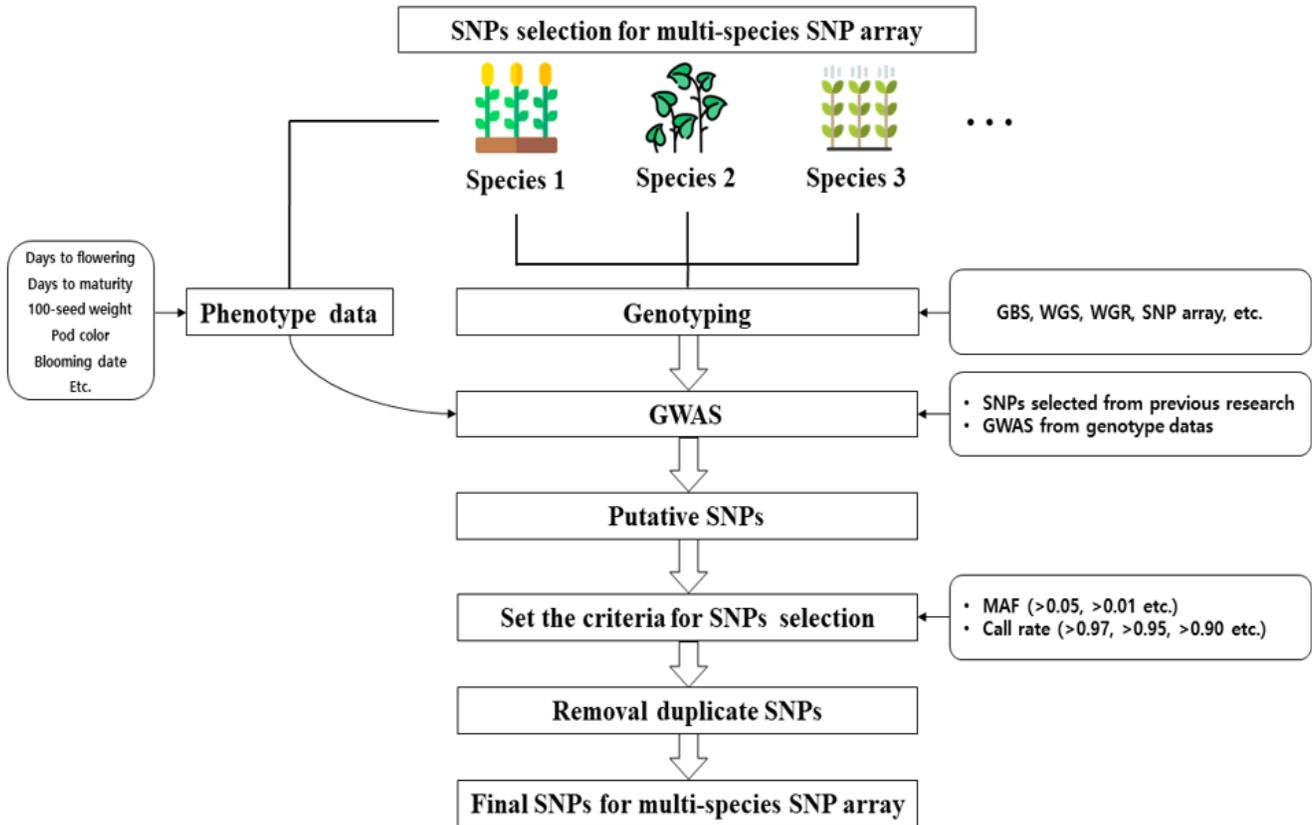 SNPs selection for multi-species SNP array
...
Species 1
Species 2
Species 3
Days to flowering
Days to maturity
100-seed weight
Pod color
Blooming date
Etc.
Phenotype data
Genotyping
GBS, WGS, WGR, SNP array, etc.
GWAS
• SNPs selected from previous research
• GWAS from genotype datas
Putative SNPs
Set the criteria for SNPs selection
• MAF (>0.05, >0.01 etc.)
• Call rate (>0.97, >0.95, >0.90 etc.)
Removal duplicate SNPs
Final SNPs for multi-species SNP array